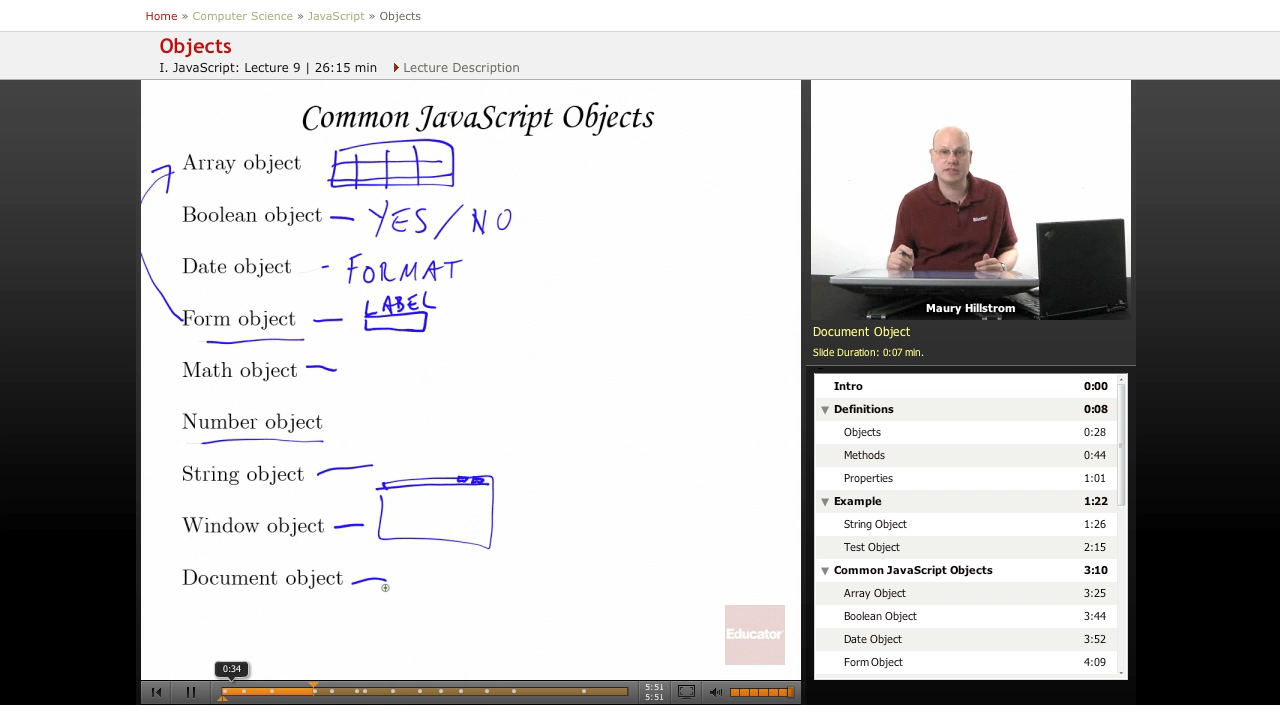 Home » Computer Science » JavaScript » Objects
Objects
I. JavaScript: Lecture 9 | 26:15 min Lecture Description
Common JavaScript Objects
Array object
Boolean object — YES/NO
Date object - FORMAT
LABEL
Form object —
Math object —
Number object
String object —
Window object —
Document object —
Educator
0:34
5:51
5:51
Educator
Maury Hillstrom
Document Object
Slide Duration: 0:07 min.
Intro 0:00
Definitions 0:08
Objects 0:28
Methods 0:44
Properties 1:01
Example 1:22
String Object 1:26
Test Object 2:15
Common JavaScript Objects 3:10
Array Object 3:25
Boolean Object 3:44
Date Object 3:52
Form Object 4:09